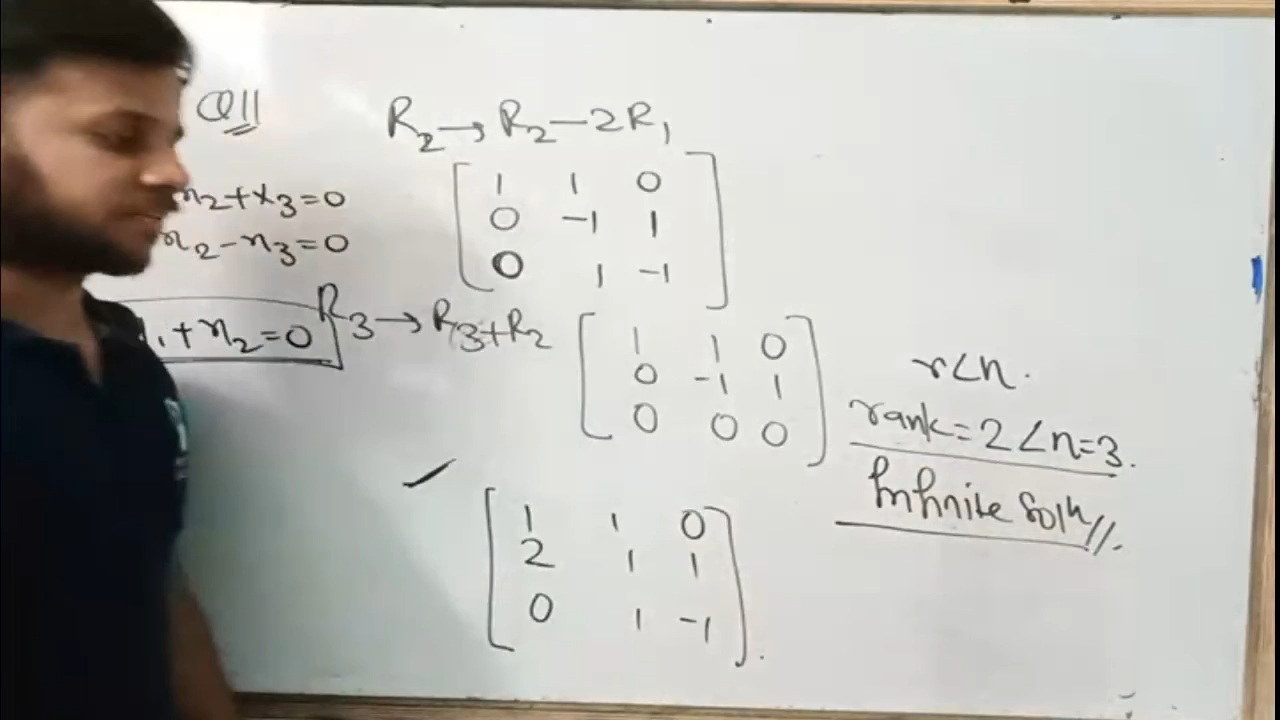 Q11
R₂ → R₂ − 2R₁
x₂ + x₃ = 0
x₂ − x₃ = 0
1 1 0
0 −1 1
0 1 −1
x₁ + x₂ = 0
R₃ → R₃ + R₂
1 1 0
0 −1 1
0 0 0
r < n.
rank = 2 < n = 3.
Infinite solⁿ //.
1 1 0
2 1 1
0 1 −1